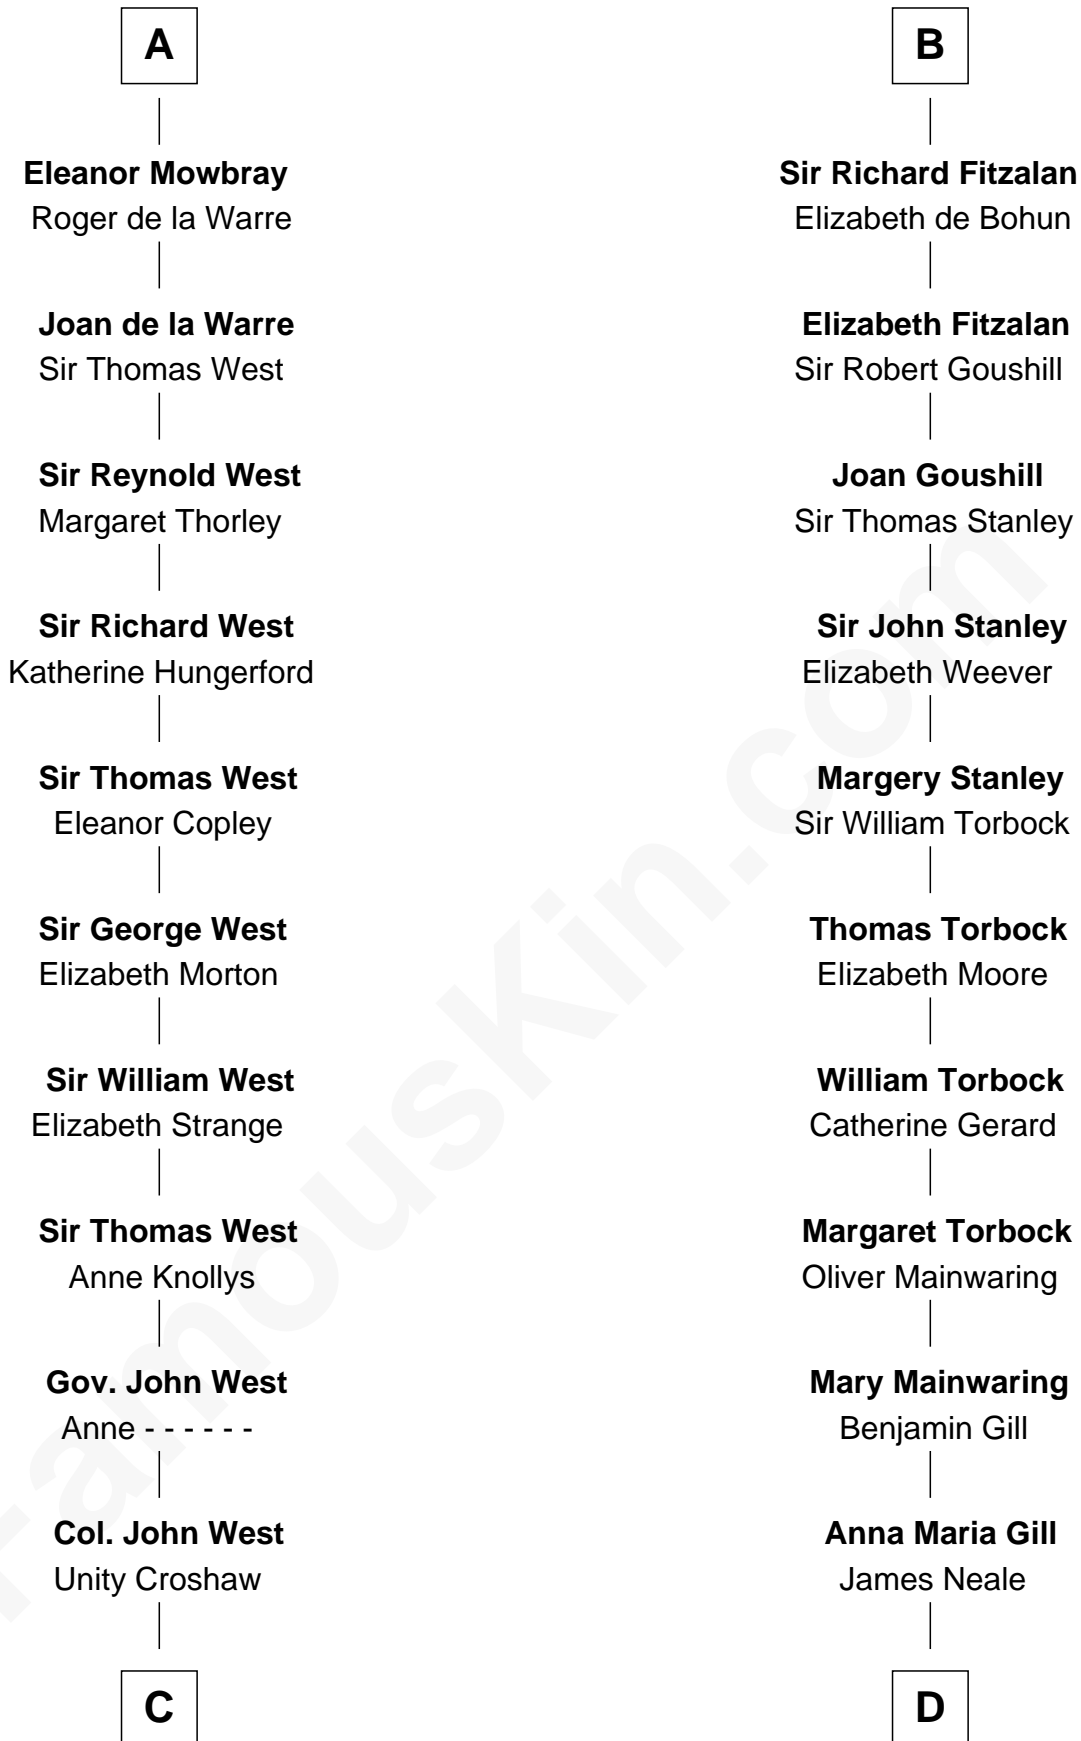 A
Eleanor Mowbray
Roger de la Warre
Joan de la Warre
Sir Thomas West
Sir Reynold West
Margaret Thorley
Sir Richard West
Katherine Hungerford
Sir Thomas West
Eleanor Copley
Sir George West
Elizabeth Morton
Sir William West
Elizabeth Strange
Sir Thomas West
Anne Knollys
Gov. John West
Anne - - - - - -
Col. John West
Unity Croshaw
C
B
Sir Richard Fitzalan
Elizabeth de Bohun
Elizabeth Fitzalan
Sir Robert Goushill
Joan Goushill
Sir Thomas Stanley
Sir John Stanley
Elizabeth Weever
Margery Stanley
Sir William Torbock
Thomas Torbock
Elizabeth Moore
William Torbock
Catherine Gerard
Margaret Torbock
Oliver Mainwaring
Mary Mainwaring
Benjamin Gill
Anna Maria Gill
James Neale
D
FamousKin.com